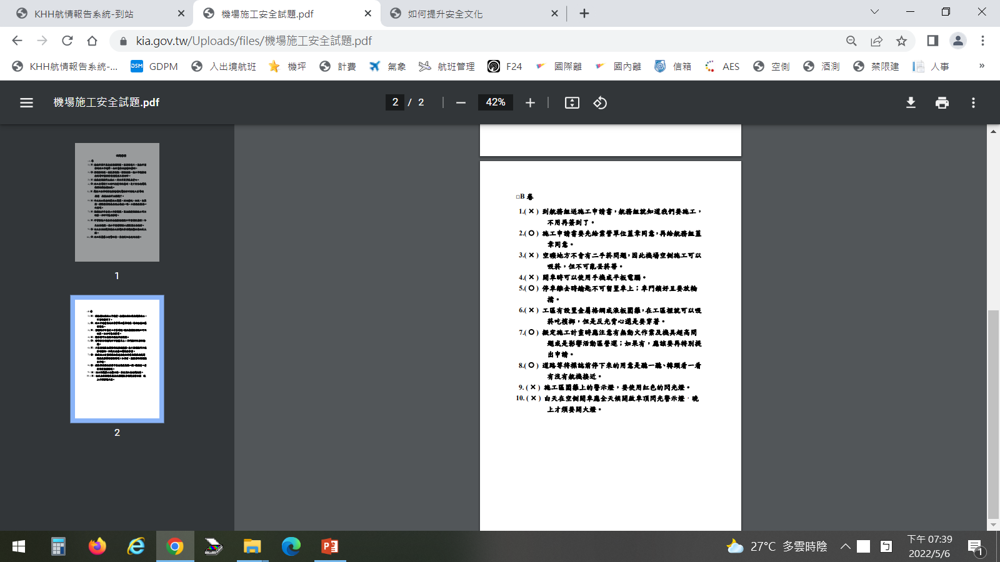 KHH航情報告系統-到站
機場施工安全試題.pdf
如何提升安全文化
kia.gov.tw/Uploads/files/機場施工安全試題.pdf
KHH航情報告系統-...
DSM GDPM
入出境航班
機坪
計費
氣象
航班管理
F24
國際離
國內離
信箱
AES
空側
酒測
禁限建
人事
»
機場施工安全試題.pdf
2 / 2
42%
1
2
□B 卷
1.( × ) 到航務組送施工申請書，航務組就知道我們要施工，
不用再簽到了。
2.( O ) 施工申請書要先給業管單位蓋章同意，再給航務組蓋
章同意。
3.( × ) 空曠地方不會有二手菸問題，因此機場空側施工可以
吸菸，但不可亂丟菸蒂。
4.( × ) 開車時可以使用手機或平板電腦。
5.( O ) 停車離去時鑰匙不可留置車上；車門鎖好且要放輪
擋。
6.( × ) 工區有設置金屬格網或浪板圍籬，在工區裡就可以吸
菸吃檳榔，但是反光背心還是要穿著。
7.( O ) 擬定施工計畫時應注意有無動火作業及機具超高問
題或是影響活動區營運；如果有，應該要再特別提
出申請。
8.( O ) 道路等待標誌前停下來的用意是聽一聽、轉頭看一看
有沒有航機接近。
9. ( × ) 施工區圍籬上的警示燈，要使用紅色的閃光燈。
10. ( × ) 白天在空側開車應全天候開啟車頂閃光警示燈，晚
上才須要開大燈。
27°C 多雲時陰
ㄅ
下午 07:39
2022/5/6
1